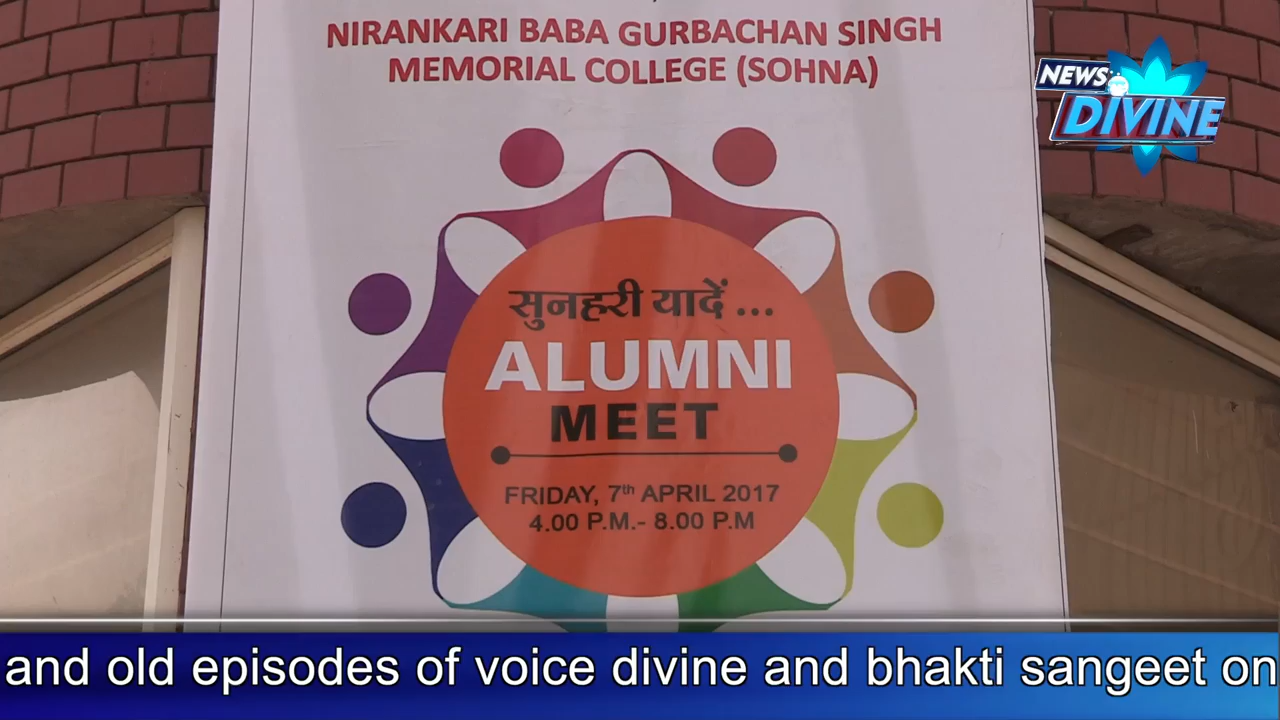 NIRANKARI BABA GURBACHAN SINGH
MEMORIAL COLLEGE (SOHNA)
NEWS
DIVINE
सुनहरी यादें ...
ALUMNI
MEET
FRIDAY, 7th APRIL 2017
4.00 P.M.- 8.00 P.M
and old episodes of voice divine and bhakti sangeet on